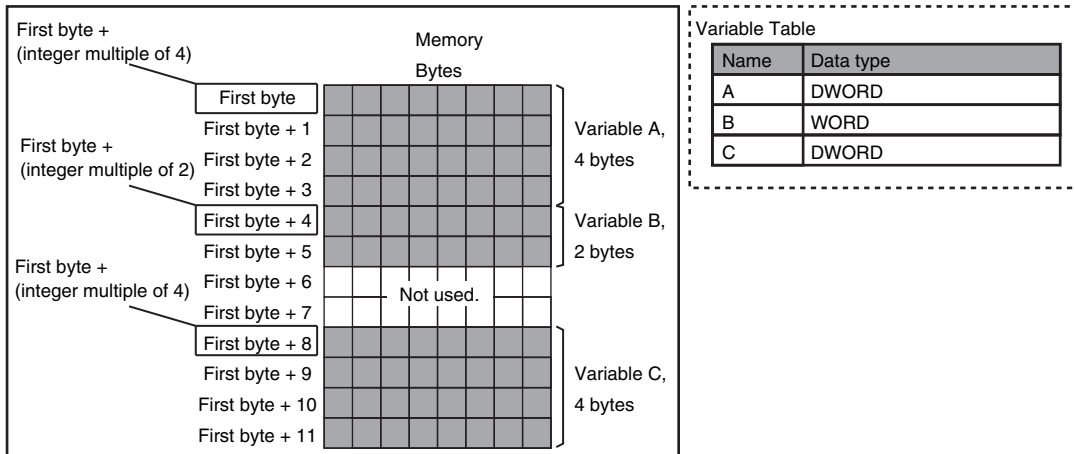 First byte +
(integer multiple of 4)
Memory
Bytes
First byte
First byte + 1
First byte + 2
First byte + 3
Variable A,
4 bytes
First byte +
(integer multiple of 2)
First byte + 4
First byte + 5
Variable B,
2 bytes
First byte + 6
First byte + 7
Not used.
First byte +
(integer multiple of 4)
First byte + 8
First byte + 9
First byte + 10
First byte + 11
Variable C,
4 bytes
Variable Table
Name Data type
A DWORD
B WORD
C DWORD